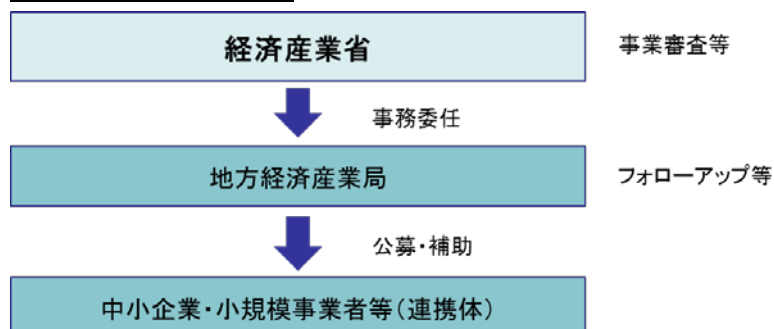 経済産業省
事業審査等
事務委任
地方経済産業局
フォローアップ等
公募・補助
中小企業・小規模事業者等（連携体）